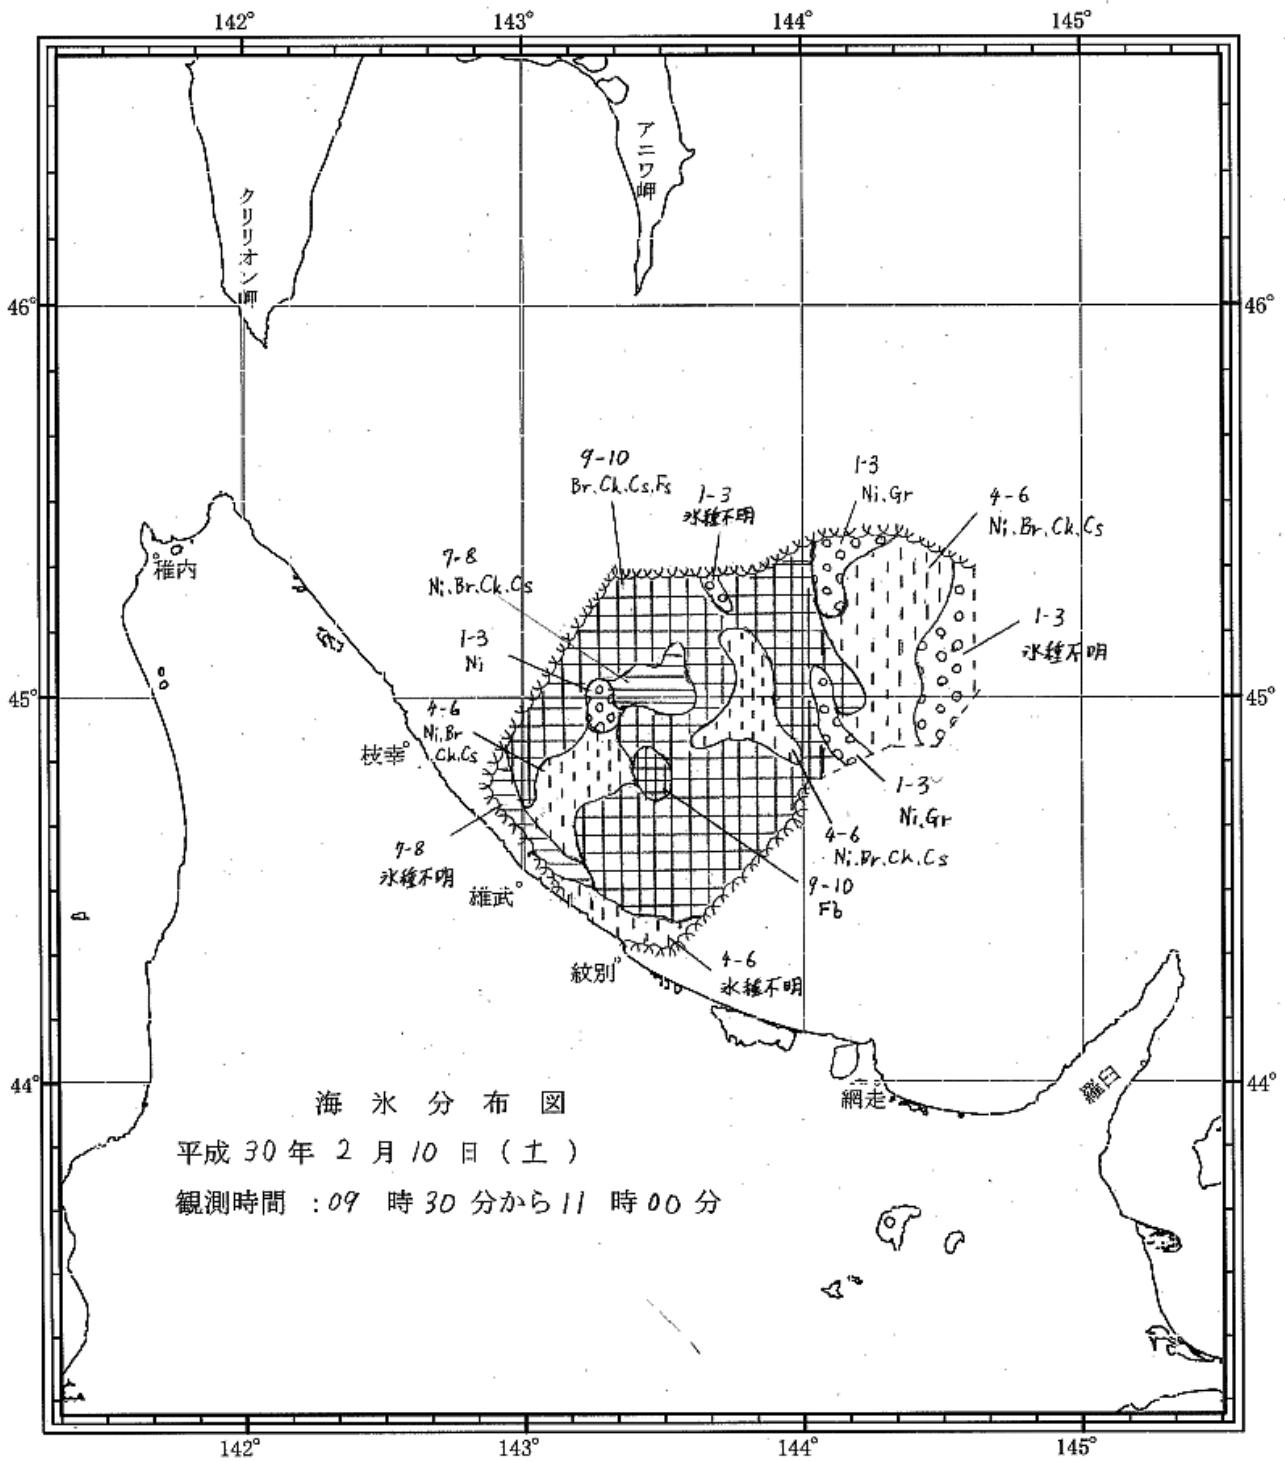 142°
143°
144°
145°
アニワ岬
クリリオン岬
46°
46°
9-10
Br.Ck.Cs.Fs
1-3
氷種不明
1-3
Ni.Gr
4-6
Ni.Br.Ck.Cs
稚内
7-8
Ni.Br.Ck.Cs
1-3
Ni
1-3
氷種不明
45°
45°
4-6
Ni.Br
Ck.Cs
枝幸
1-3
Ni.Gr
7-8
氷種不明
4-6
Ni.Br.Ck.Cs
雄武
9-10
Fb
紋別
4-6
氷種不明
44°
44°
網走
羅臼
海氷分布図
平成30年2月10日(土)
観測時間:09時30分から11時00分
142°
143°
144°
145°